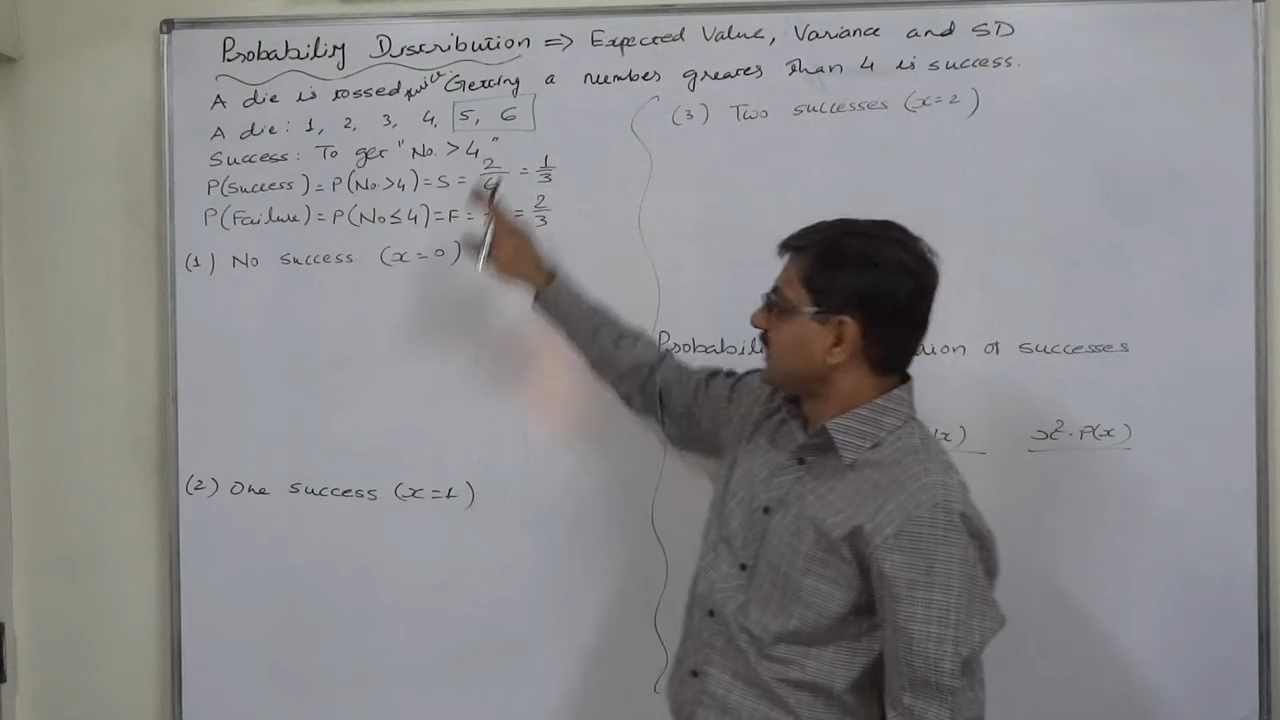 Probability Distribution ⇒ Expected Value, Variance and SD
A die is tossed twice Getting a number greater than 4 is success.
A die: 1, 2, 3, 4, 5, 6
Success: To get "No. > 4"
P(Success) = P(No. > 4) = S = 2/6 = 1/3
P(Failure) = P(No ≤ 4) = F = = 2/3
(1) No success (x=0)
(2) One success (x=1)
(3) Two successes (x=2)
of successes
x². P(x)